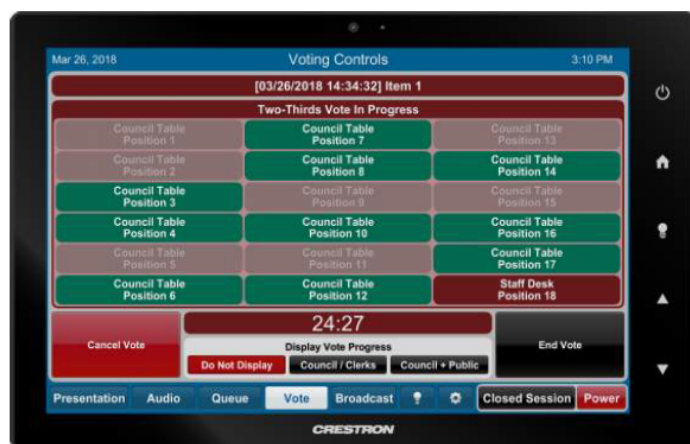 Mar 26, 2018
Voting Controls
3:10 PM
[03/26/2018 14:34:32] Item 1
Two-Thirds Vote In Progress
Council Table
Position 1
Council Table
Position 7
Council Table
Position 13
Council Table
Position 2
Council Table
Position 8
Council Table
Position 14
Council Table
Position 3
Council Table
Position 9
Council Table
Position 15
Council Table
Position 4
Council Table
Position 10
Council Table
Position 16
Council Table
Position 5
Council Table
Position 11
Council Table
Position 17
Council Table
Position 6
Council Table
Position 12
Staff Desk
Position 18
Cancel Vote
24:27
Display Vote Progress
Do Not Display
Council / Clerks
Council + Public
End Vote
Presentation
Audio
Queue
Vote
Broadcast
Closed Session
Power
CRESTRON